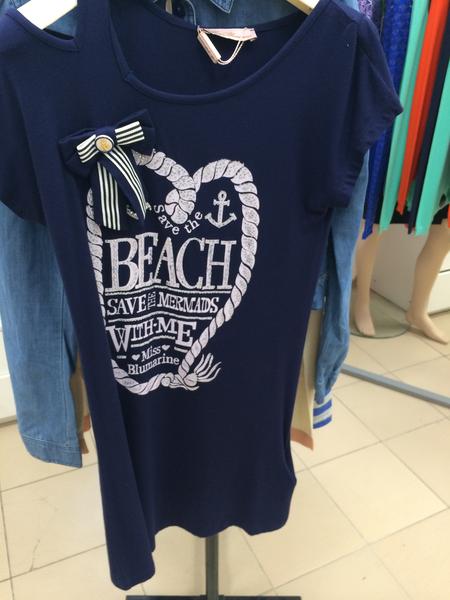 Save the
BEACH
SAVE THE MERMAIDS
WITH ME
Miss
Blumarine